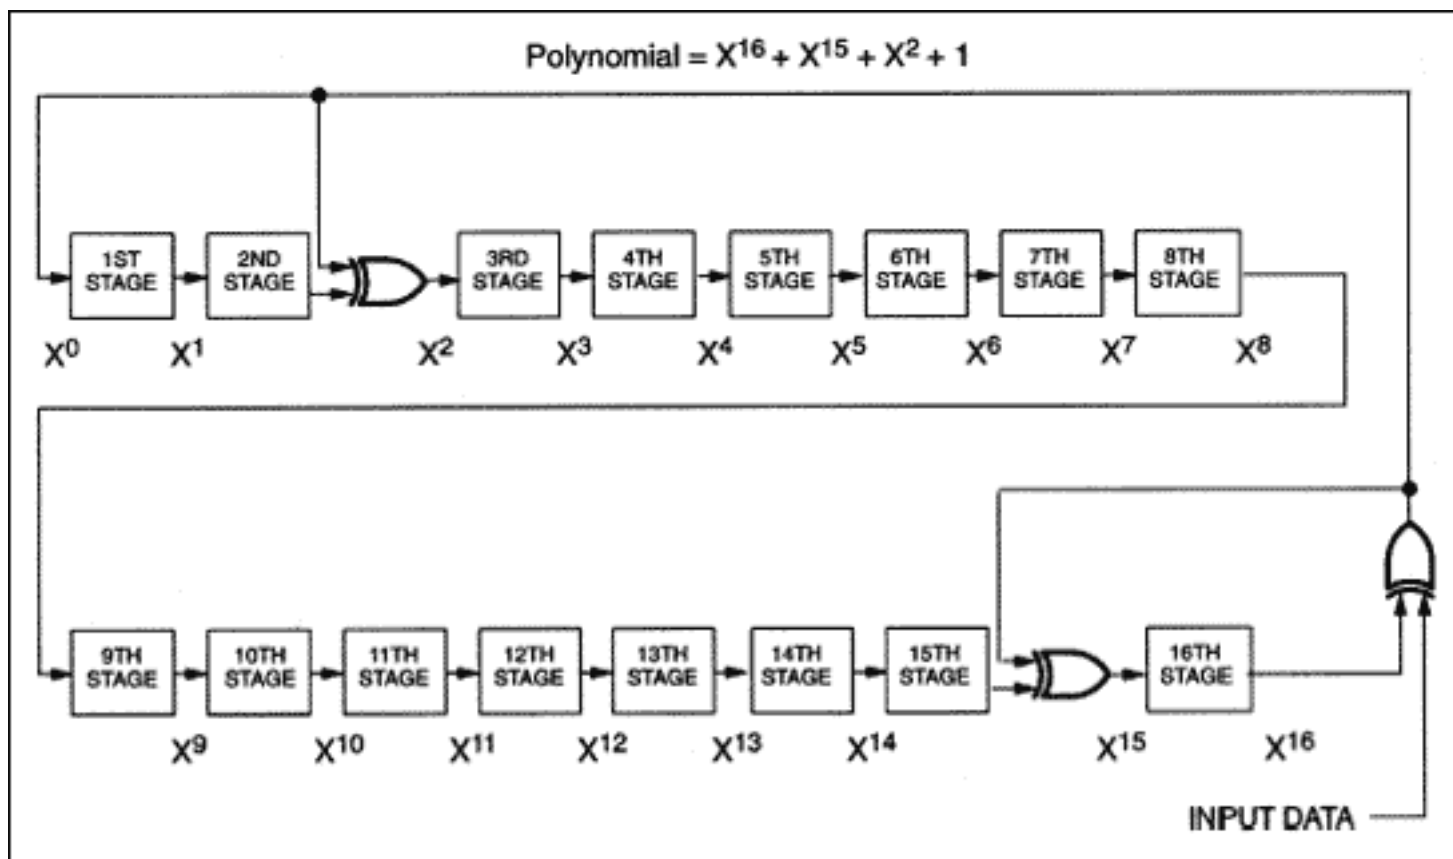 Polynomial = X¹⁶ + X¹⁵ + X² + 1
1ST STAGE
2ND STAGE
3RD STAGE
4TH STAGE
5TH STAGE
6TH STAGE
7TH STAGE
8TH STAGE
X⁰ X¹ X² X³ X⁴ X⁵ X⁶ X⁷ X⁸
9TH STAGE
10TH STAGE
11TH STAGE
12TH STAGE
13TH STAGE
14TH STAGE
15TH STAGE
16TH STAGE
X⁹ X¹⁰ X¹¹ X¹² X¹³ X¹⁴ X¹⁵ X¹⁶
INPUT DATA